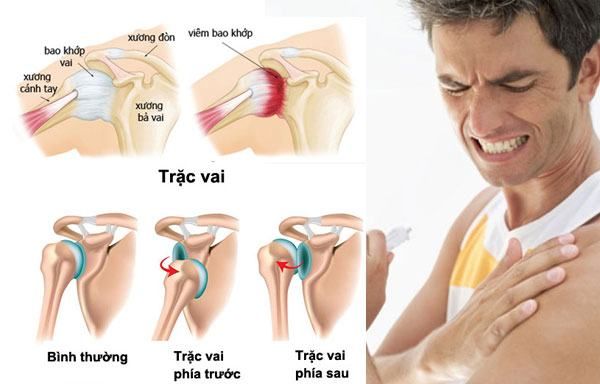 xương đòn
bao khớp
vai
xương
cánh tay
xương
bả vai
viêm bao khớp
Trặc vai
Bình thường
Trặc vai
phía trước
Trặc vai
phía sau